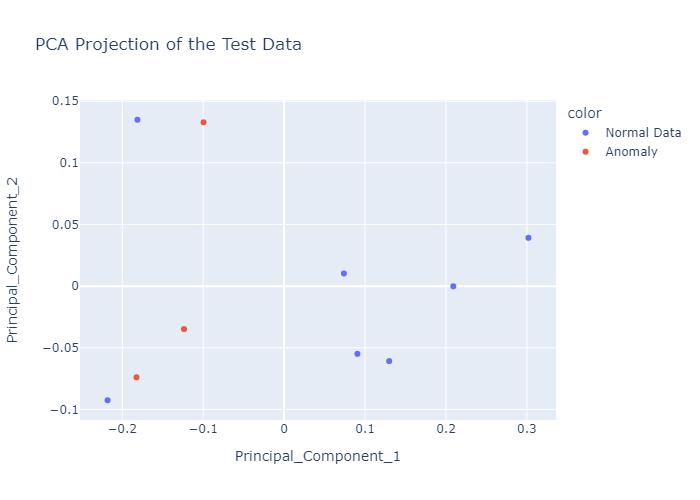 PCA Projection of the Test Data
color
Normal Data
Anomaly
0.15
0.1
0.05
0
−0.05
−0.1
Principal_Component_2
−0.2
−0.1
0
0.1
0.2
0.3
Principal_Component_1